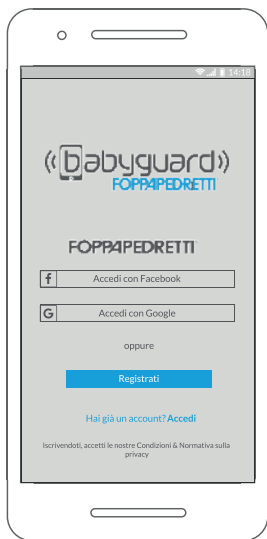 14:18
babyguard
FOPPAPEDRETTI
FOPPAPEDRETTI
f Accedi con Facebook
G Accedi con Google
oppure
Registrati
Hai già un account? Accedi
Iscrivendoti, accetti le nostre Condizioni & Normativa sulla
privacy